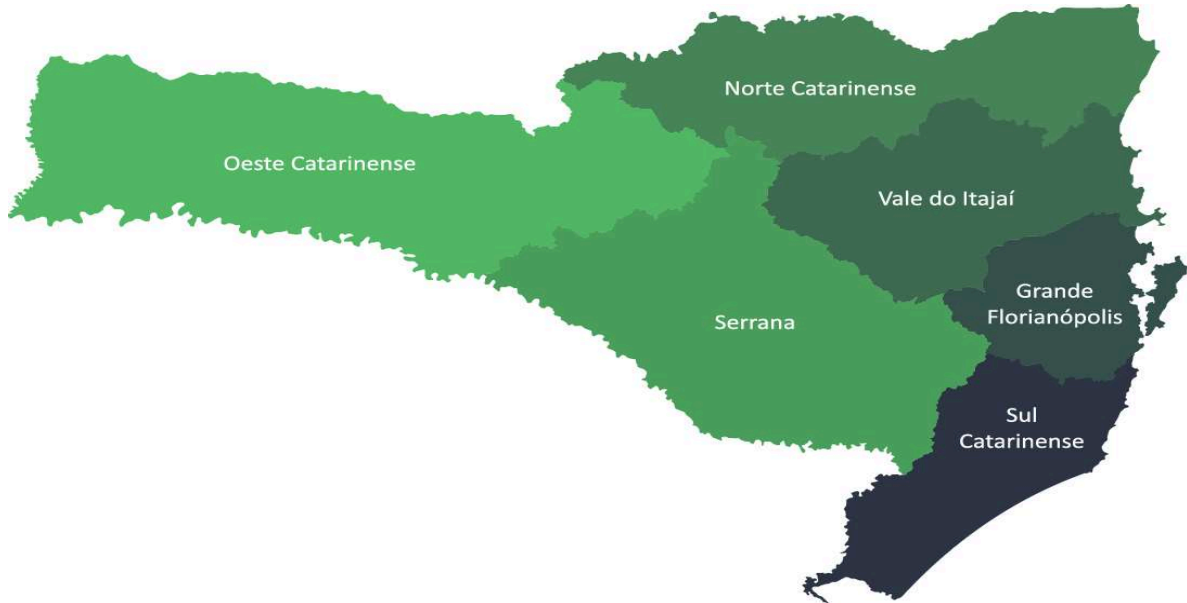 Norte Catarinense
Oeste Catarinense
Vale do Itajaí
Grande
Florianópolis
Serrana
Sul
Catarinense